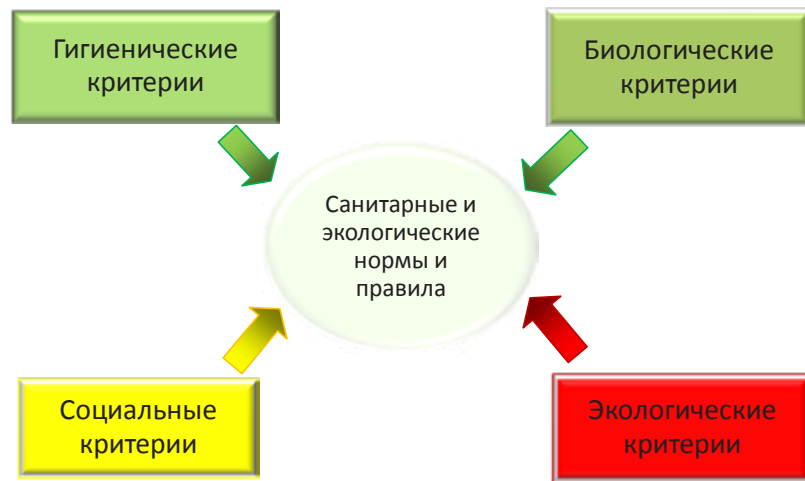 Гигиенические
критерии
Биологические
критерии
Санитарные и
экологические
нормы и
правила
Социальные
критерии
Экологические
критерии